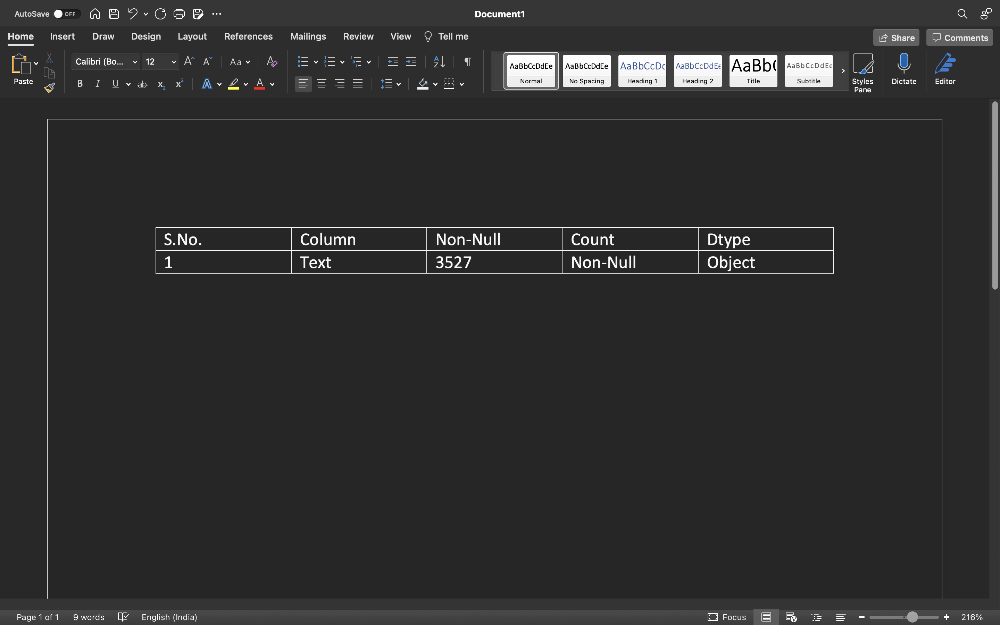 AutoSave OFF Document1
Home Insert Draw Design Layout References Mailings Review View Tell me Share Comments
Paste Calibri (Bo... 12 Aa
AaBbCcDdEe AaBbCcDdEe AaBbCcDc AaBbCcDdEe AaBb( AaBbCcDdEe
Normal No Spacing Heading 1 Heading 2 Title Subtitle
Styles Pane Dictate Editor
S.No. Column Non-Null Count Dtype
1 Text 3527 Non-Null Object
Page 1 of 1 9 words English (India) Focus 216%